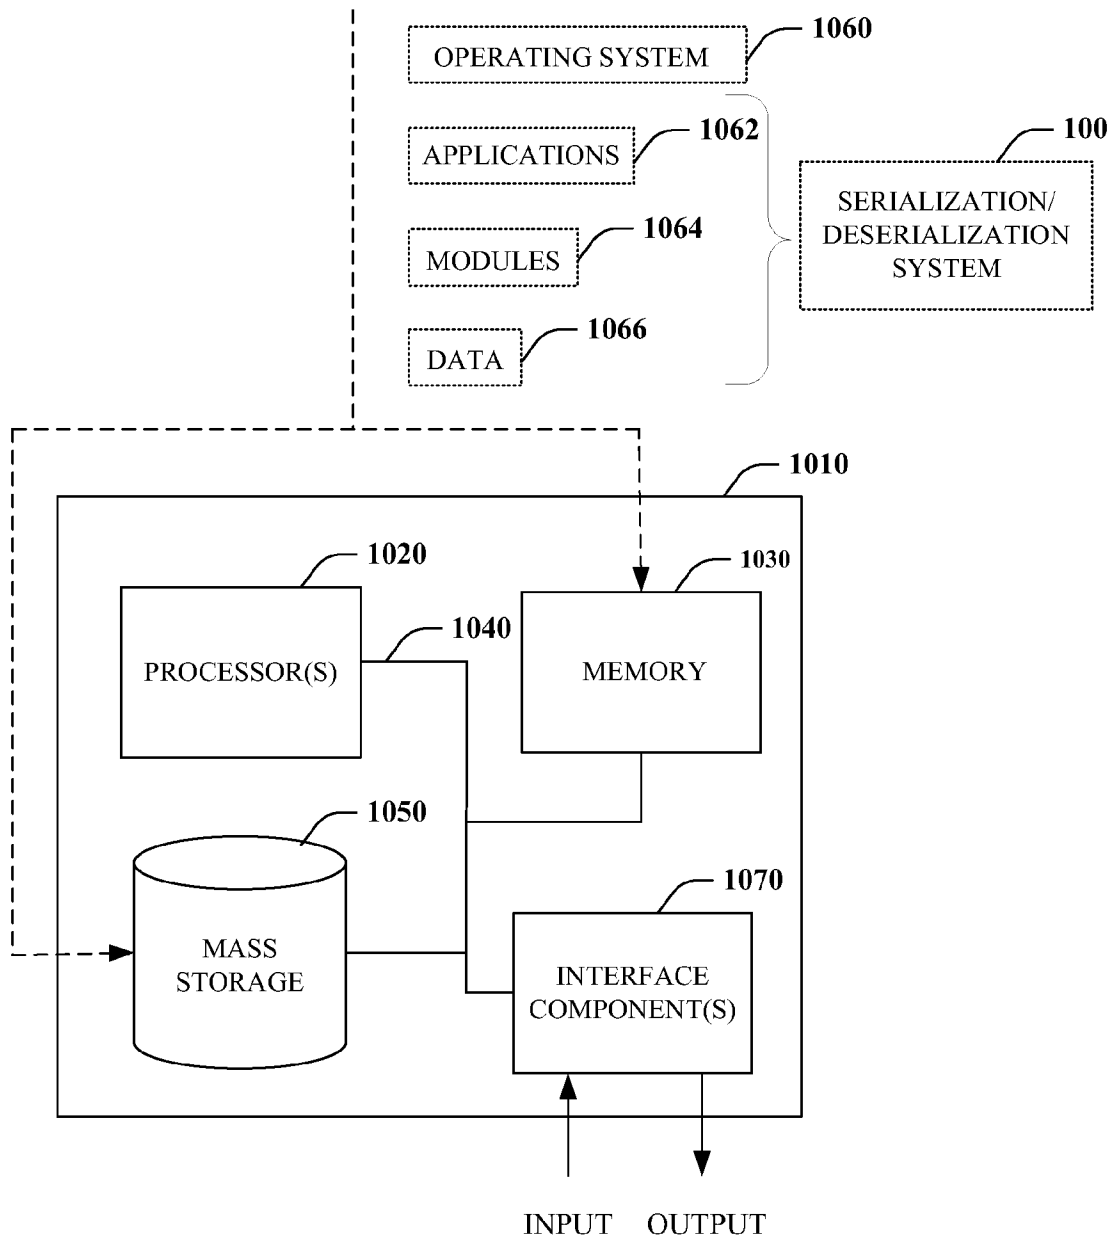 1060
OPERATING SYSTEM
1062
APPLICATIONS
100
SERIALIZATION/
DESERIALIZATION
SYSTEM
1064
MODULES
1066
DATA
1010
1020
PROCESSOR(S)
1030
MEMORY
1040
1050
MASS
STORAGE
1070
INTERFACE
COMPONENT(S)
INPUT
OUTPUT